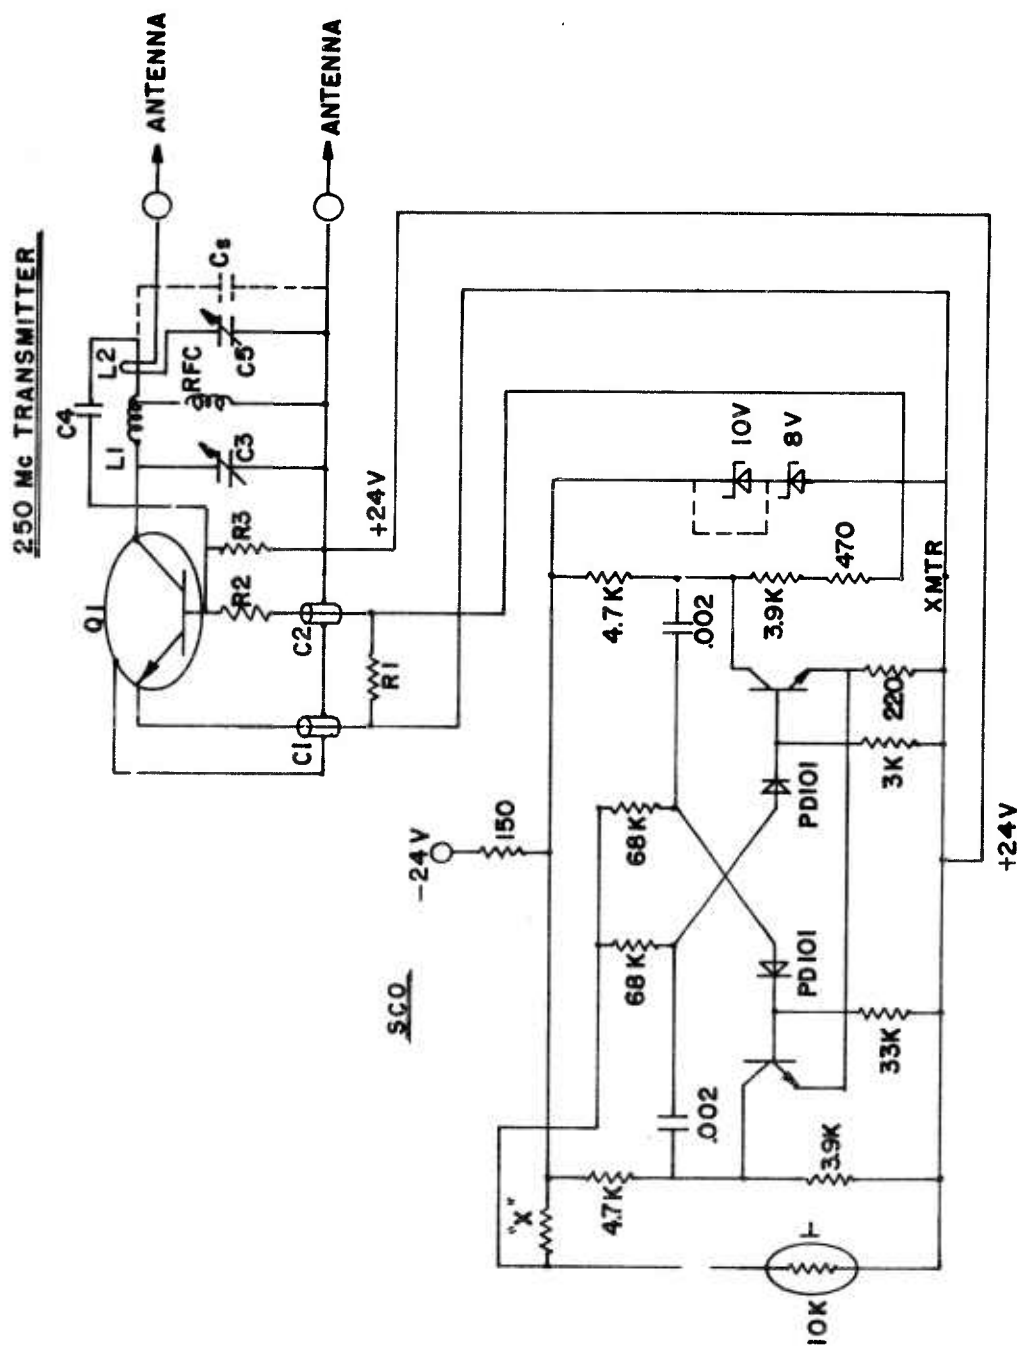 250 Mc TRANSMITTER
ANTENNA
ANTENNA
C4
L2
L1
RFC
Cs
C5
C3
Q1
R3
R2
+24V
C2
R1
C1
-24V
150
SCO
10V
8V
4.7K
.002
3.9K
470
XMTR
68K
68K
220
3K
PD101
PD101
33K
.002
3.9K
4.7K
"X"
10K
+24V